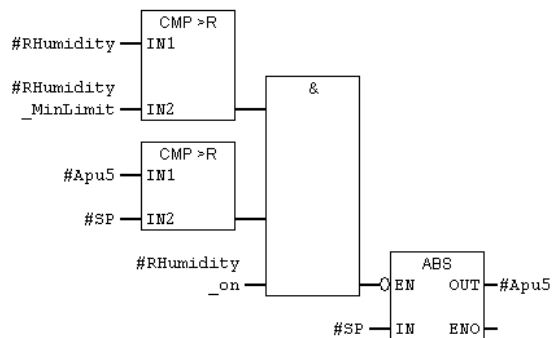 CMP >R
#RHumidity IN1
#RHumidity
_MinLimit IN2
&
CMP >R
#Apu5 IN1
#SP IN2
#RHumidity
_on
ABS
EN OUT #Apu5
#SP IN ENO